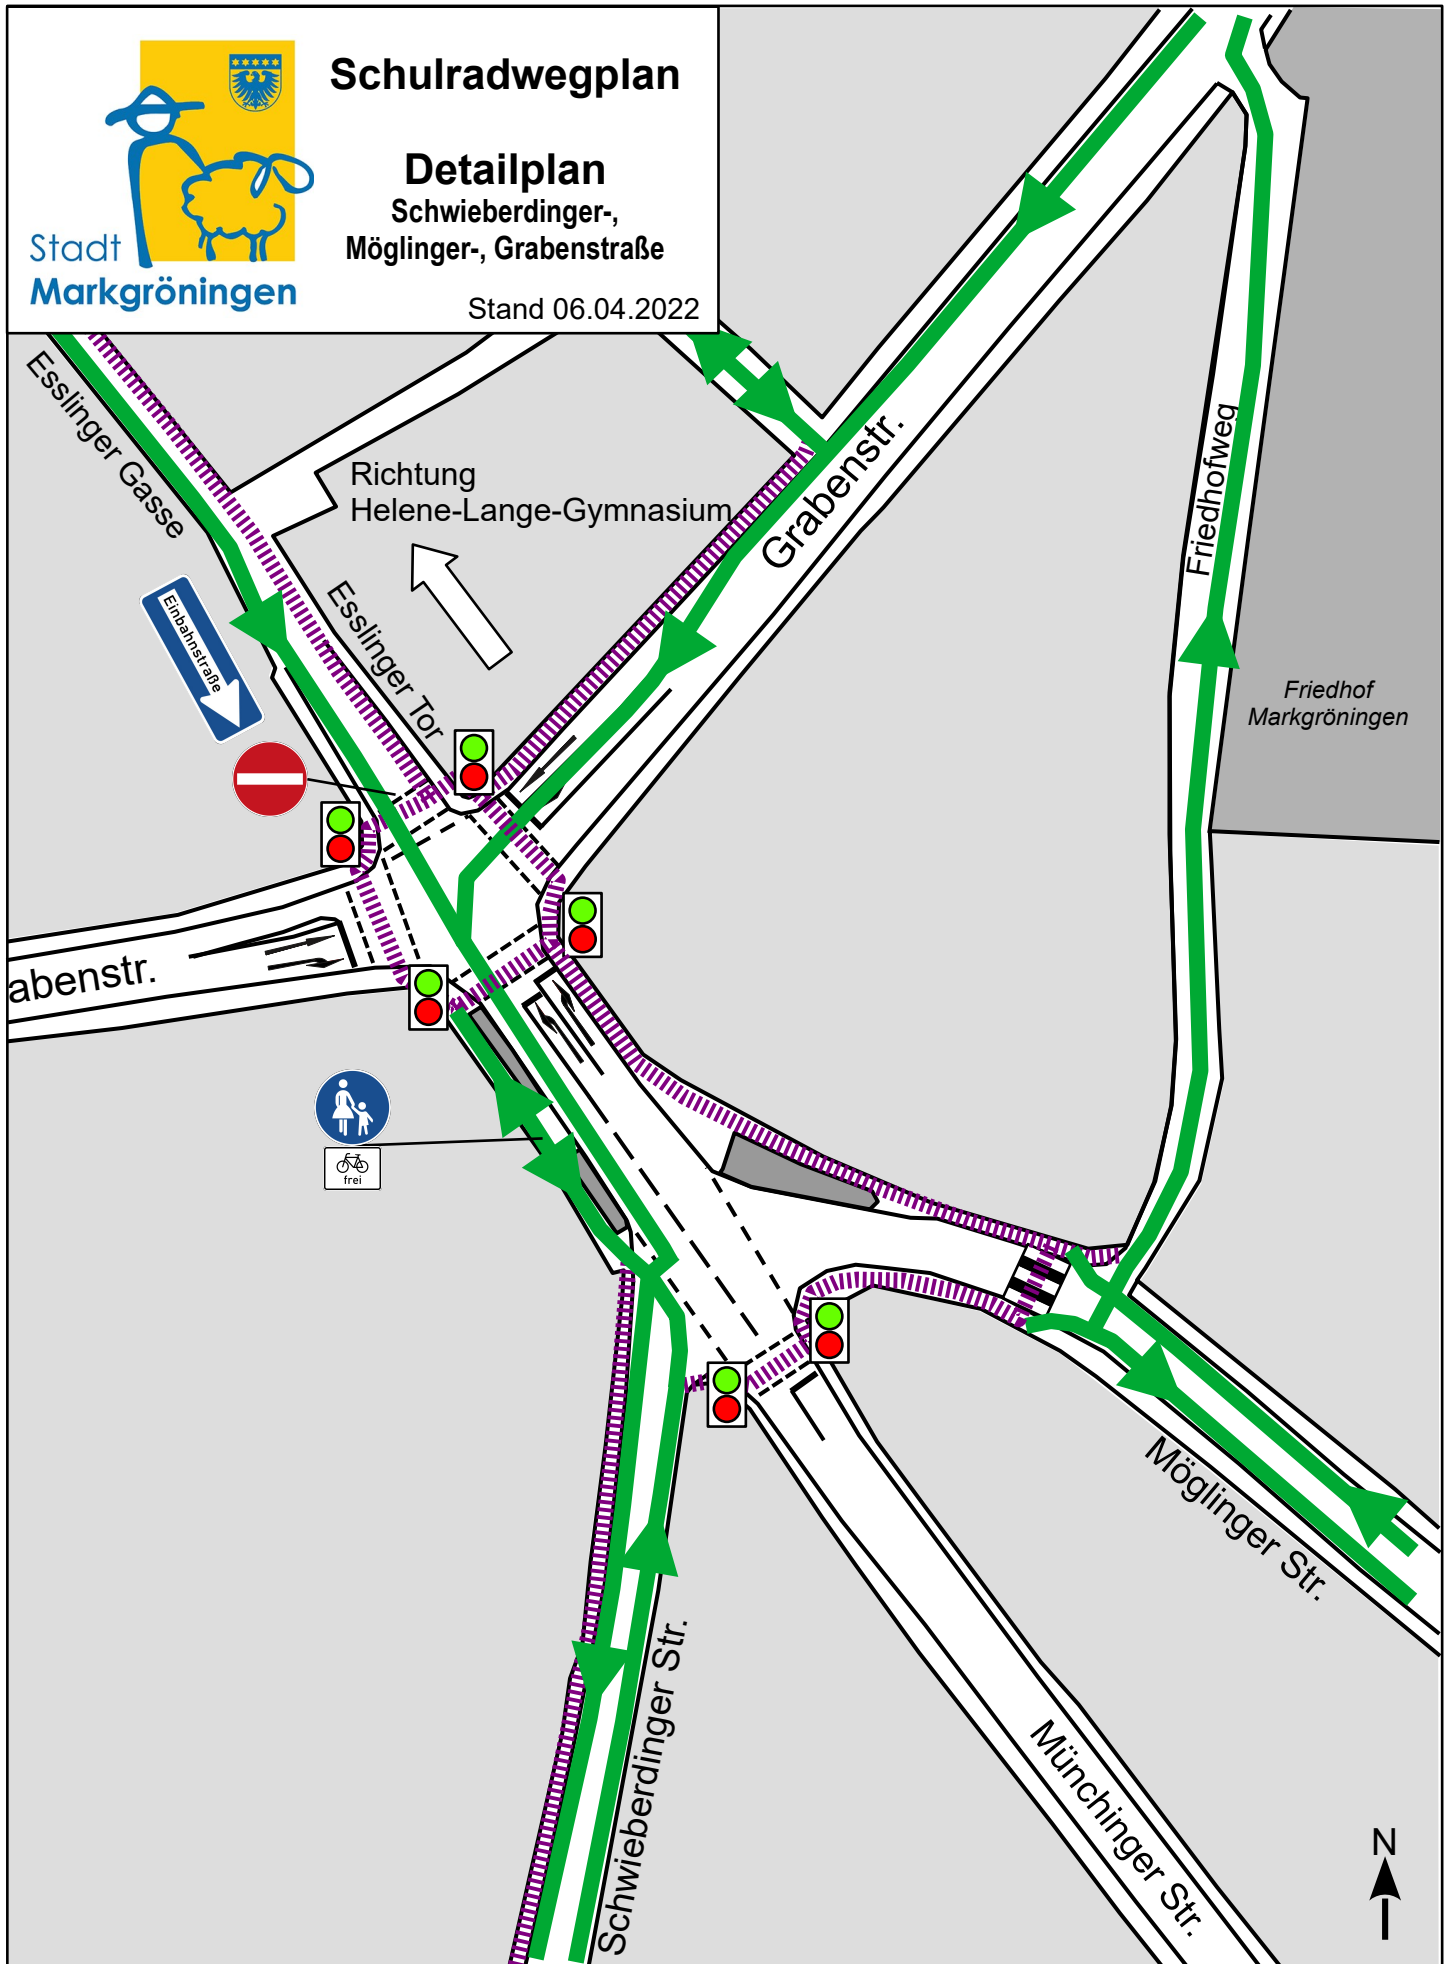 Schulradwegplan
Detailplan
Schwieberdinger-,
Möglinger-, Grabenstraße
Stand 06.04.2022
Stadt
Markgröningen
Esslinger Gasse
Richtung
Helene-Lange-Gymnasium
Grabenstr.
Friedhofweg
Einbahnstraße
Esslinger Tor
Friedhof
Markgröningen
abenstr.
frei
Möglinger Str.
Schwieberdinger Str.
Münchinger Str.
N